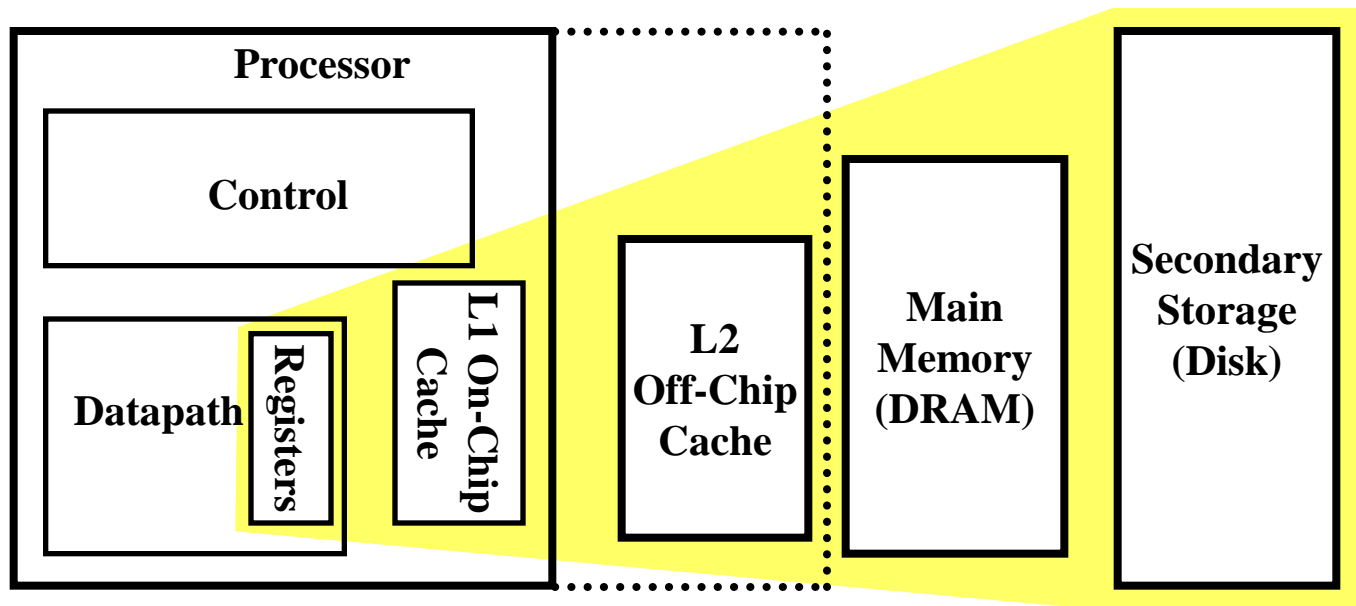 Processor
Control
Datapath
Registers
L1 On-Chip
Cache
L2
Off-Chip
Cache
Main
Memory
(DRAM)
Secondary
Storage
(Disk)